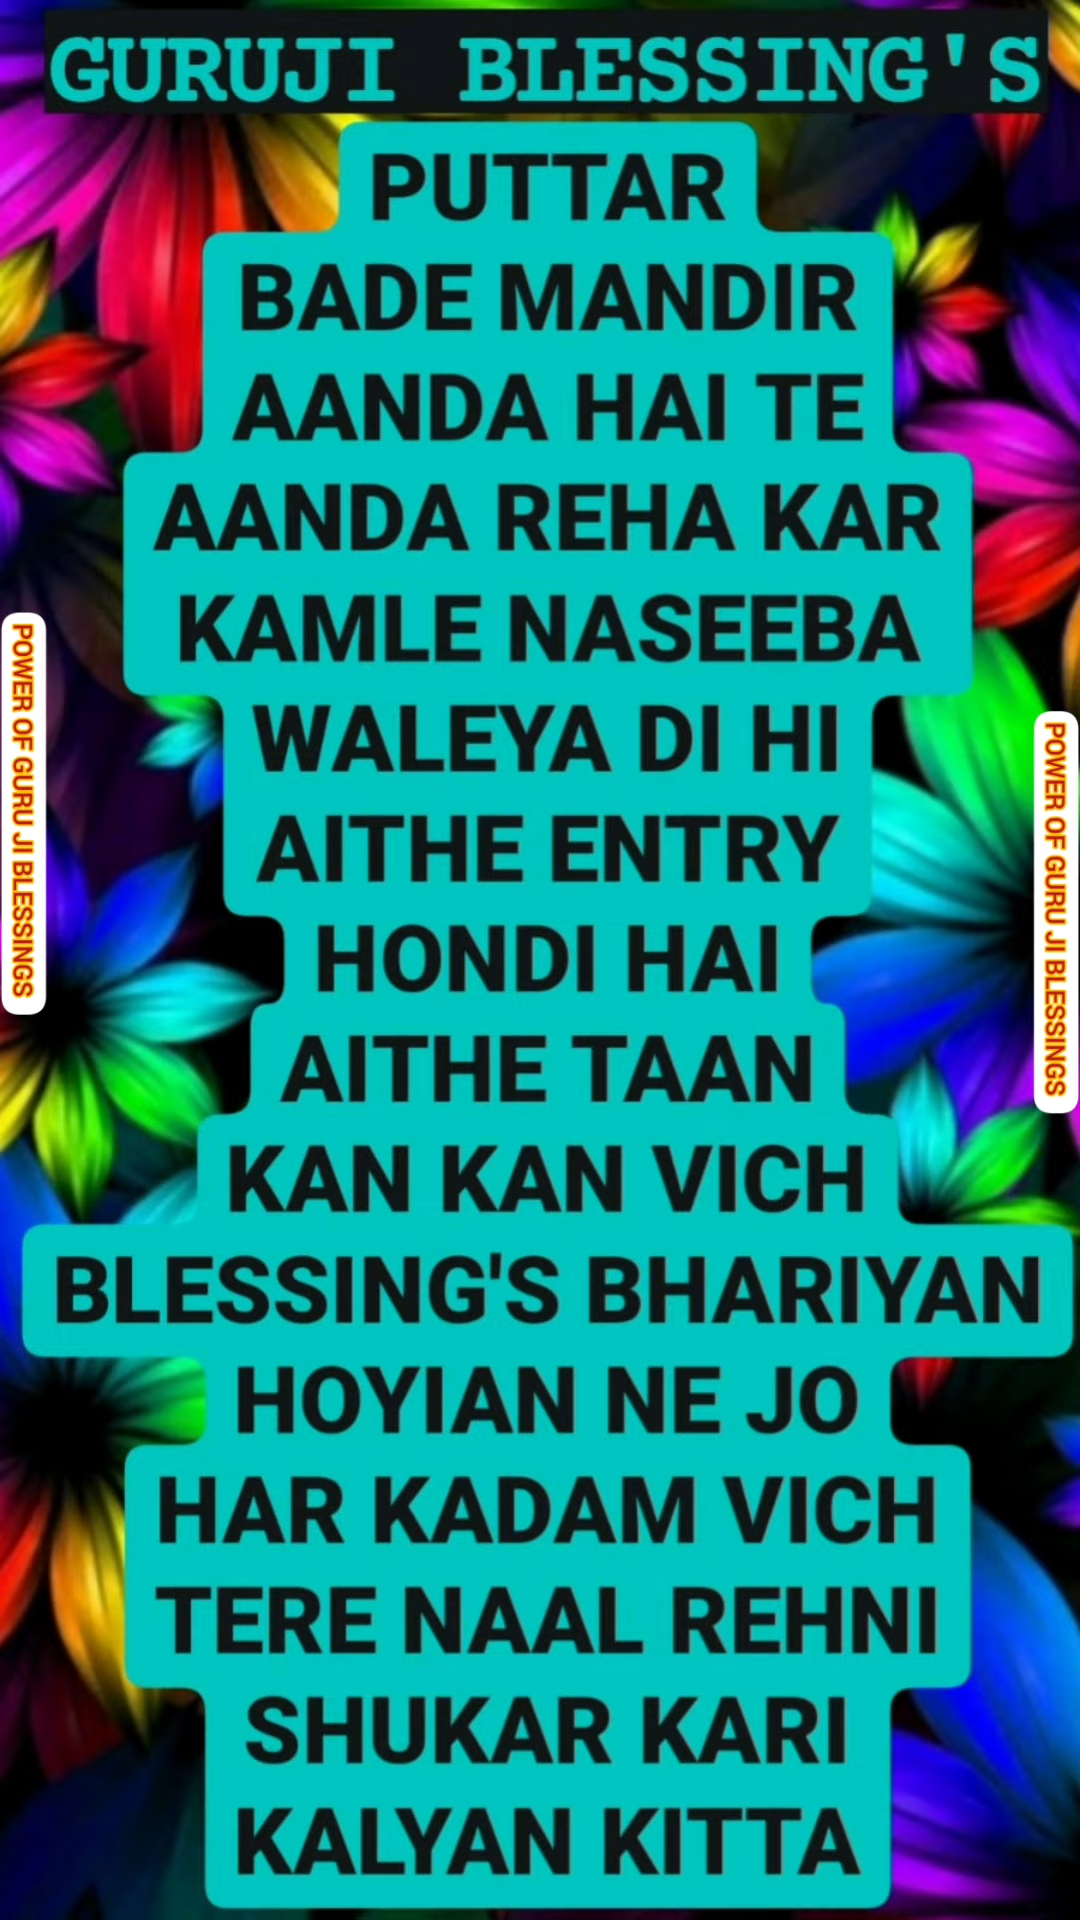 GURUJI BLESSING'S
PUTTAR
BADE MANDIR
AANDA HAI TE
AANDA REHA KAR
KAMLE NASEEBA
WALEYA DI HI
AITHE ENTRY
HONDI HAI
AITHE TAAN
KAN KAN VICH
BLESSING'S BHARIYAN
HOYIAN NE JO
HAR KADAM VICH
TERE NAAL REHNI
SHUKAR KARI
KALYAN KITTA
POWER OF GURU JI BLESSINGS
POWER OF GURU JI BLESSINGS